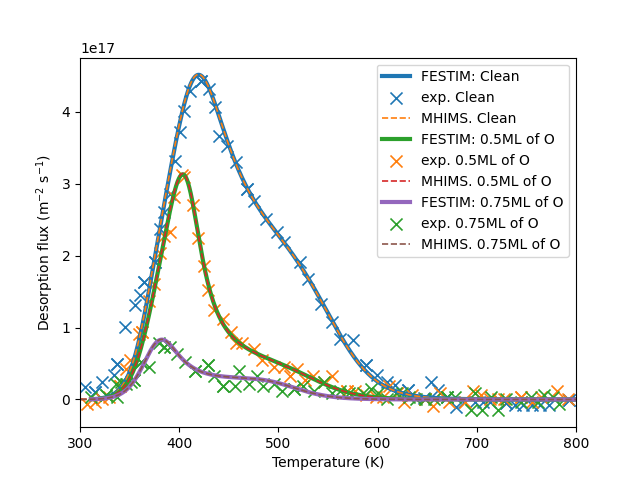 1e17
FESTIM: Clean
exp. Clean
MHIMS. Clean
FESTIM: 0.5ML of O
exp. 0.5ML of O
MHIMS. 0.5ML of O
FESTIM: 0.75ML of O
exp. 0.75ML of O
MHIMS. 0.75ML of O
Desorption flux (m⁻² s⁻¹)
4
3
2
1
0
300 400 500 600 700 800
Temperature (K)